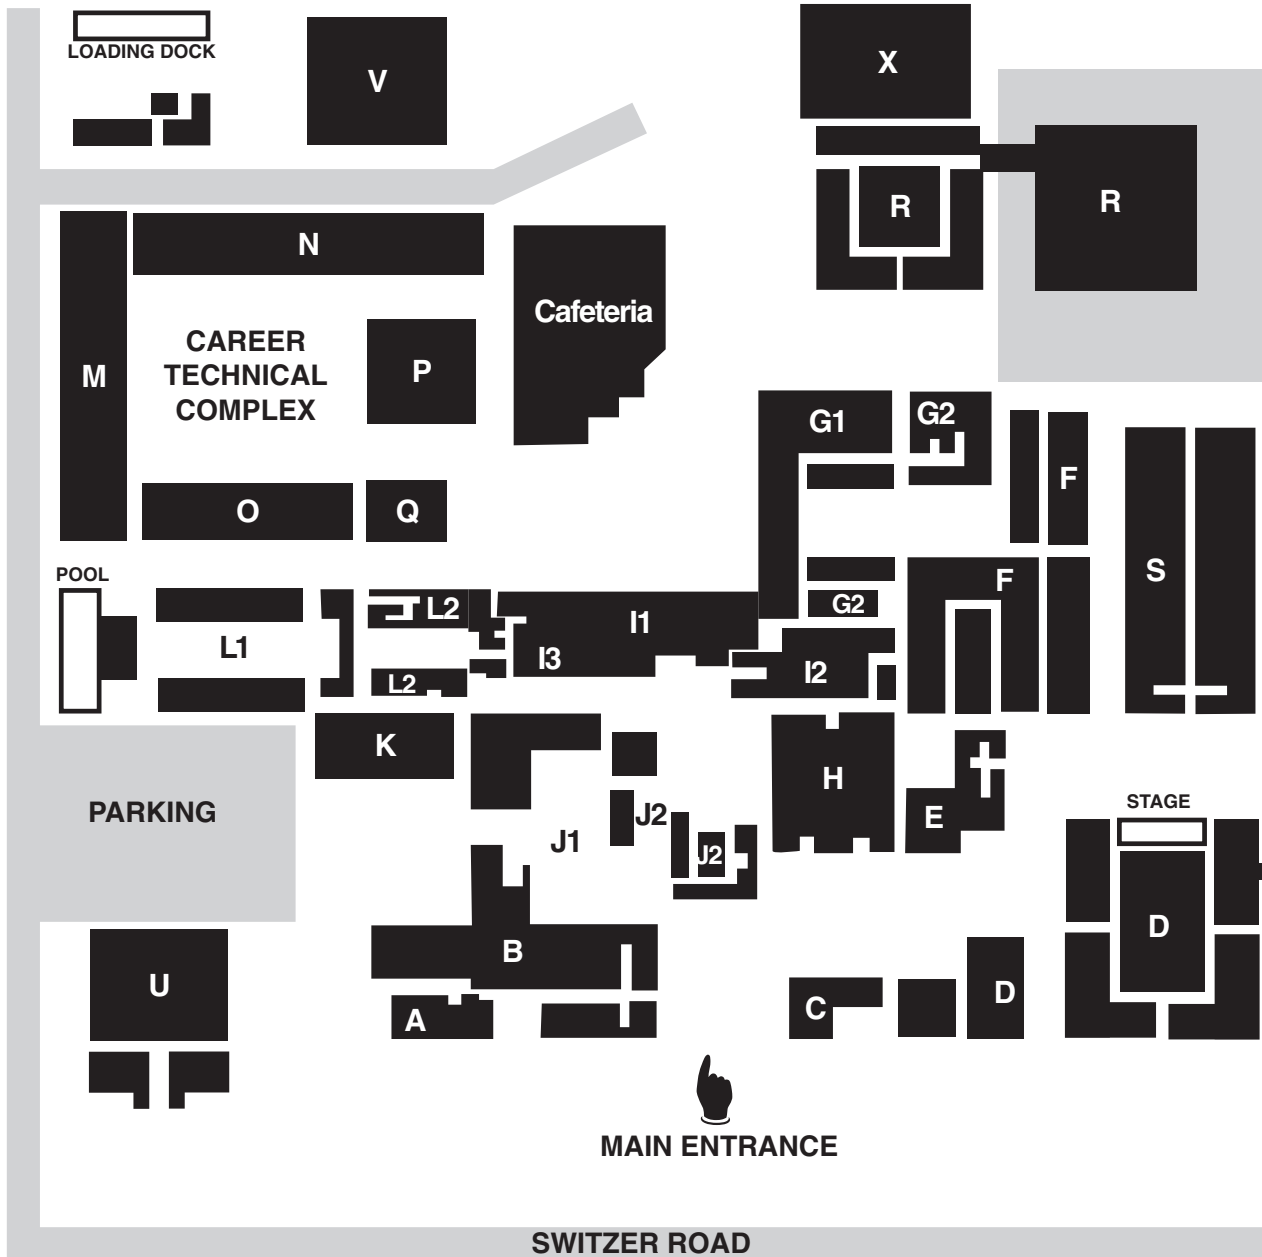 LOADING DOCK
V
X
R
R
N
Cafeteria
CAREER
TECHNICAL
COMPLEX
M
P
G1
G2
F
O
Q
S
POOL
F
L2
G2
I1
L1
I3
I2
L2
K
H
PARKING
STAGE
J2
E
J1
J2
D
B
U
D
C
A
MAIN ENTRANCE
SWITZER ROAD